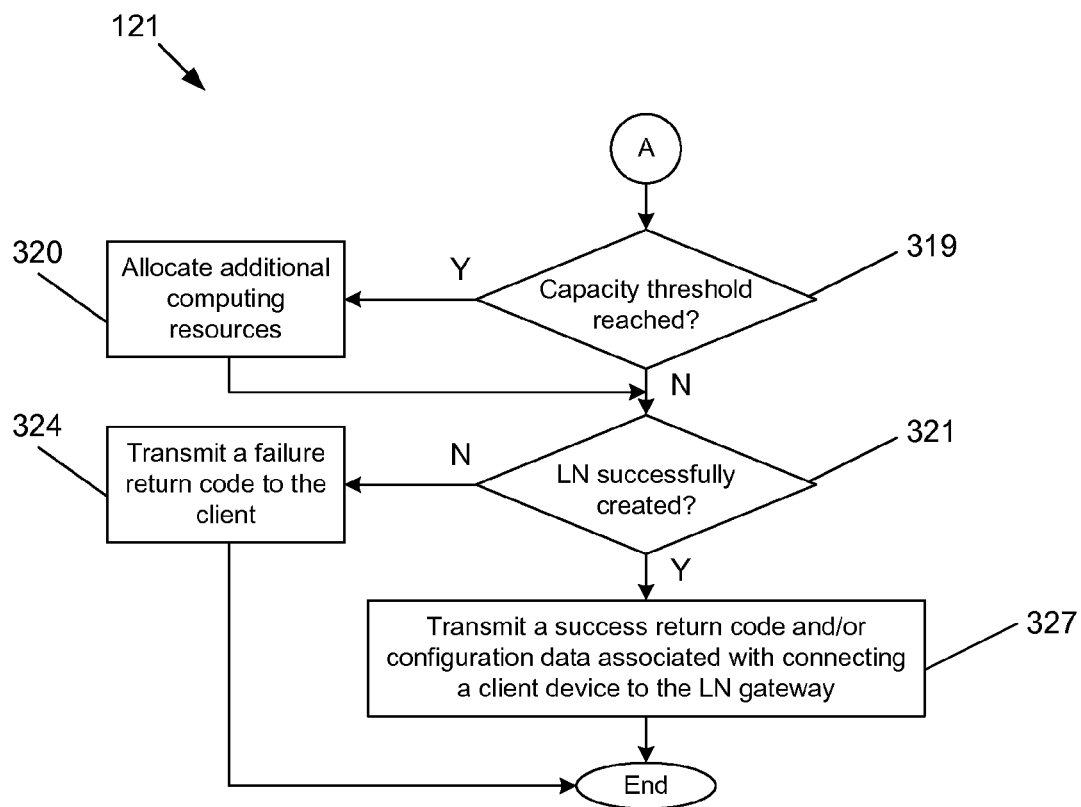 121
A
320
Allocate additional
computing
resources
Y
Capacity threshold
reached?
319
N
324
Transmit a failure
return code to the
client
N
LN successfully
created?
321
Y
Transmit a success return code and/or
configuration data associated with connecting
a client device to the LN gateway
327
End